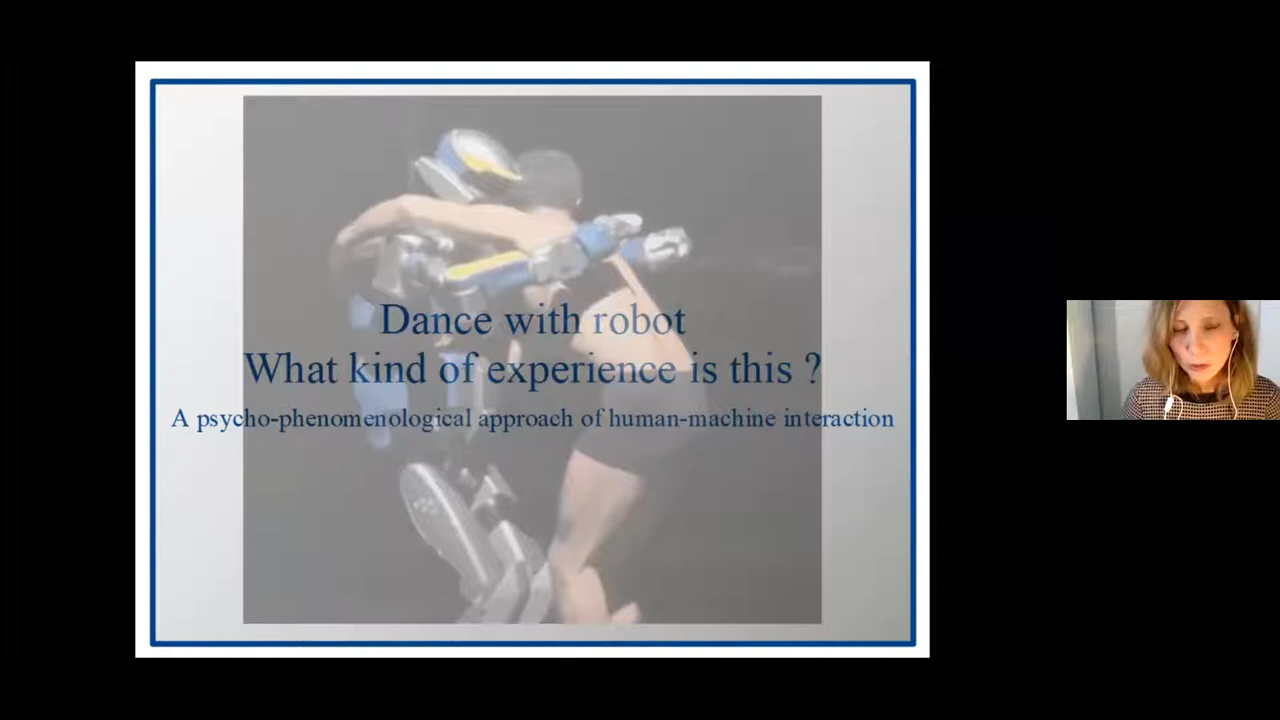 Dance with robot
What kind of experience is this ?
A psycho-phenomenological approach of human-machine interaction